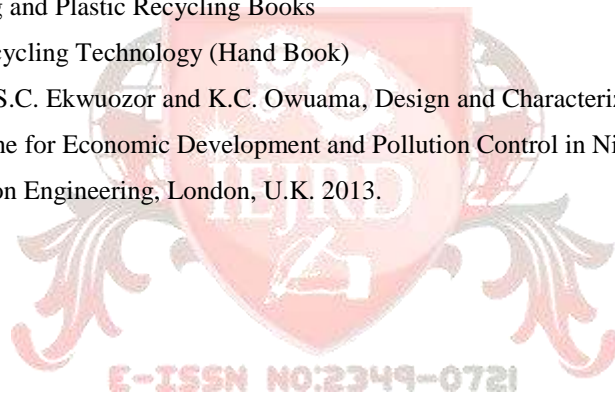 g and Plastic Recycling Books
cycling Technology (Hand Book)
S.C. Ekwuozor and K.C. Owuama, Design and Characteriz
ne for Economic Development and Pollution Control in Ni
on Engineering, London, U.K. 2013.
IEJRD
E-ISSN NO:2349-0721